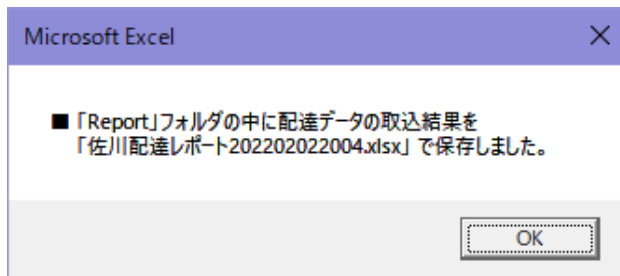 Microsoft Excel
■「Report」フォルダの中に配達データの取込結果を
「佐川配達レポート202202022004.xlsx」で保存しました。
OK